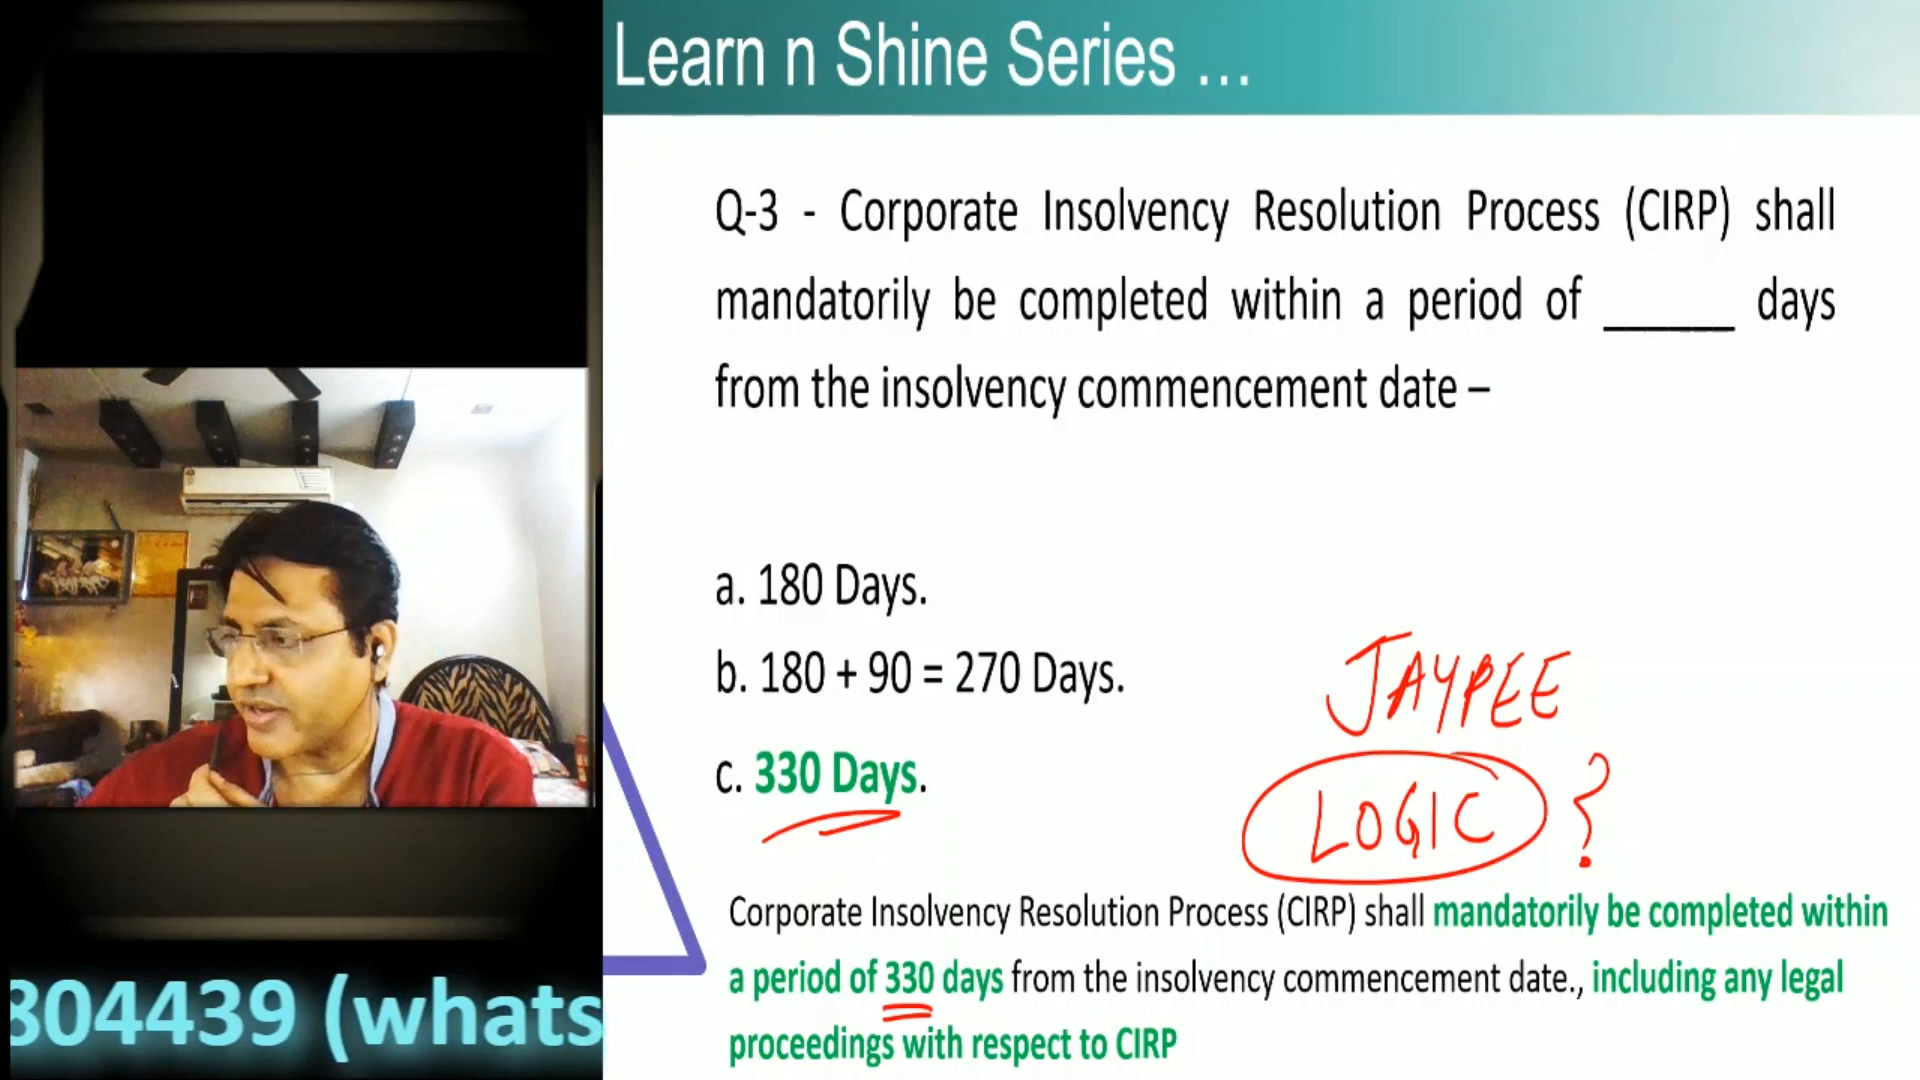 Learn n Shine Series ...
Q-3 - Corporate Insolvency Resolution Process (CIRP) shall
mandatorily be completed within a period of ______ days
from the insolvency commencement date –
a. 180 Days.
b. 180 + 90 = 270 Days.
c. 330 Days.
JAYPEE
LOGIC ?
Corporate Insolvency Resolution Process (CIRP) shall mandatorily be completed within
a period of 330 days from the insolvency commencement date., including any legal
proceedings with respect to CIRP
804439 (whats